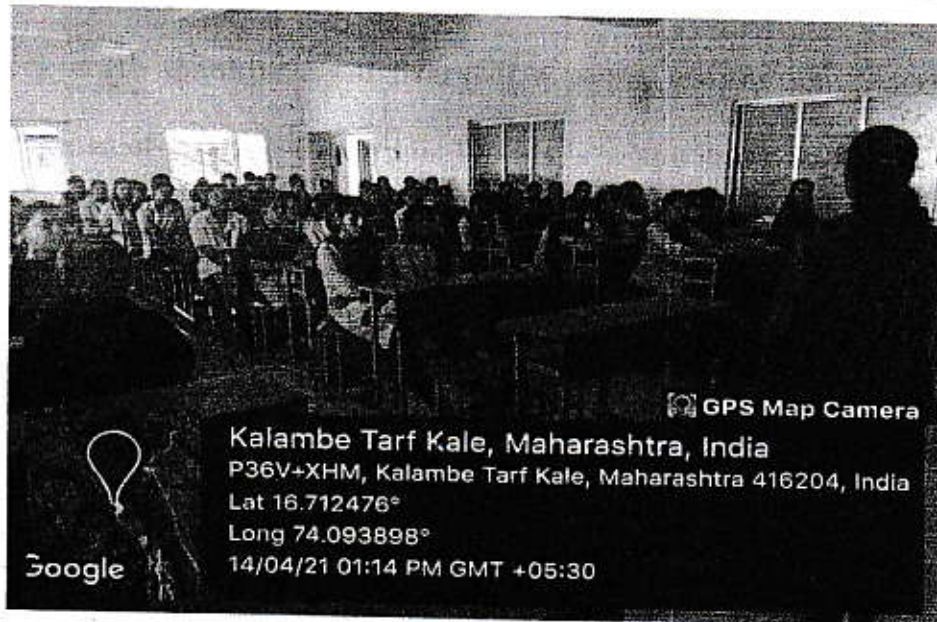 GPS Map Camera
Kalambe Tarf Kale, Maharashtra, India
P36V+XHM, Kalambe Tarf Kale, Maharashtra 416204, India
Lat 16.712476°
Long 74.093898°
14/04/21 01:14 PM GMT +05:30
Google